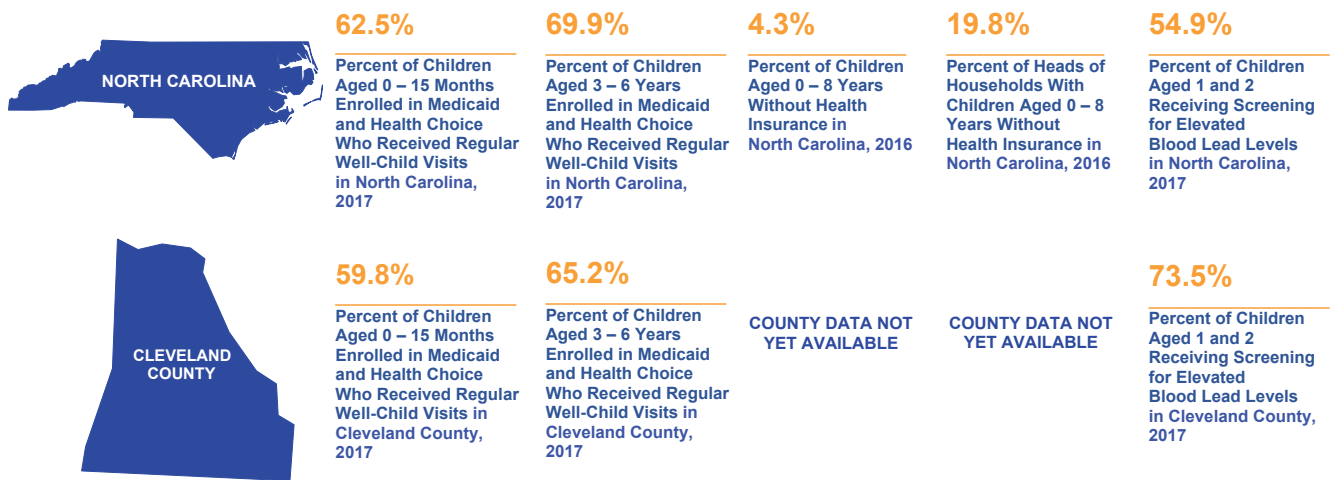 NORTH CAROLINA
62.5%
Percent of Children
Aged 0 – 15 Months
Enrolled in Medicaid
and Health Choice
Who Received Regular
Well-Child Visits
in North Carolina,
2017
69.9%
Percent of Children
Aged 3 – 6 Years
Enrolled in Medicaid
and Health Choice
Who Received Regular
Well-Child Visits
in North Carolina,
2017
4.3%
Percent of Children
Aged 0 – 8 Years
Without Health
Insurance in
North Carolina, 2016
19.8%
Percent of Heads of
Households With
Children Aged 0 – 8
Years Without
Health Insurance in
North Carolina, 2016
54.9%
Percent of Children
Aged 1 and 2
Receiving Screening
for Elevated
Blood Lead Levels
in North Carolina,
2017
CLEVELAND
COUNTY
59.8%
Percent of Children
Aged 0 – 15 Months
Enrolled in Medicaid
and Health Choice
Who Received Regular
Well-Child Visits in
Cleveland County,
2017
65.2%
Percent of Children
Aged 3 – 6 Years
Enrolled in Medicaid
and Health Choice
Who Received Regular
Well-Child Visits in
Cleveland County,
2017
COUNTY DATA NOT
YET AVAILABLE
COUNTY DATA NOT
YET AVAILABLE
73.5%
Percent of Children
Aged 1 and 2
Receiving Screening
for Elevated
Blood Lead Levels
in Cleveland County,
2017